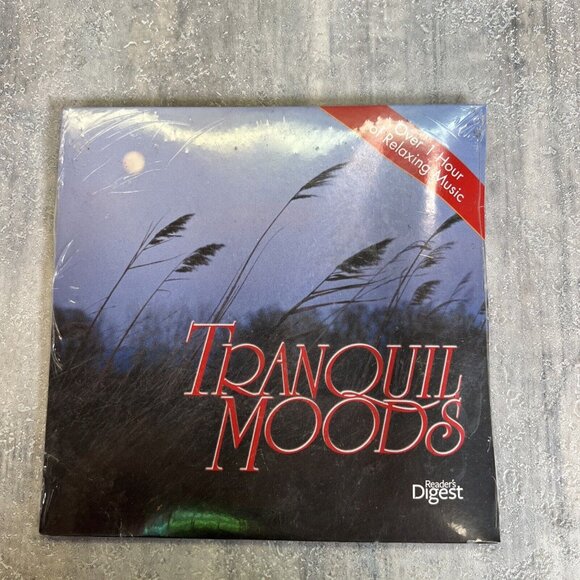 Over 1 Hour
of Relaxing Music
TRANQUIL
MOODS
Reader's
Digest